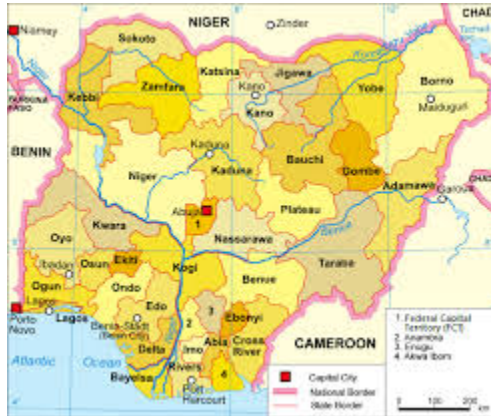 NIGER
Zinder
CHAD
Niamey
Sokoto
Katsina
Jigawa
Zamfara
Kebbi
Kano
Kano
Yobe
Borno
Maiduguri
BENIN
Niger
Kaduna
Kaduna
Bauchi
Gombe
Adamawa
Garoua
Abuja
1
Plateau
Kwara
Nassarawa
Benue
Taraba
Oyo
Ibadan
Osun
Ekiti
Kogi
Benue
Ogun
Ondo
Edo
Lagos
Lagos
Porto
Novo
Benin-Stadt
(Benin City)
2
3
Ebonyi
Delta
Imo
Abia
Cross
River
CAMEROON
Atlantic
Ocean
Bayelsa
Rivers
4
Port
Harcourt
1. Federal Capital
Territory (FCT)
2. Anambra
3. Enugu
4. Akwa Ibom
Capital City
National Border
State Border
0 100 200